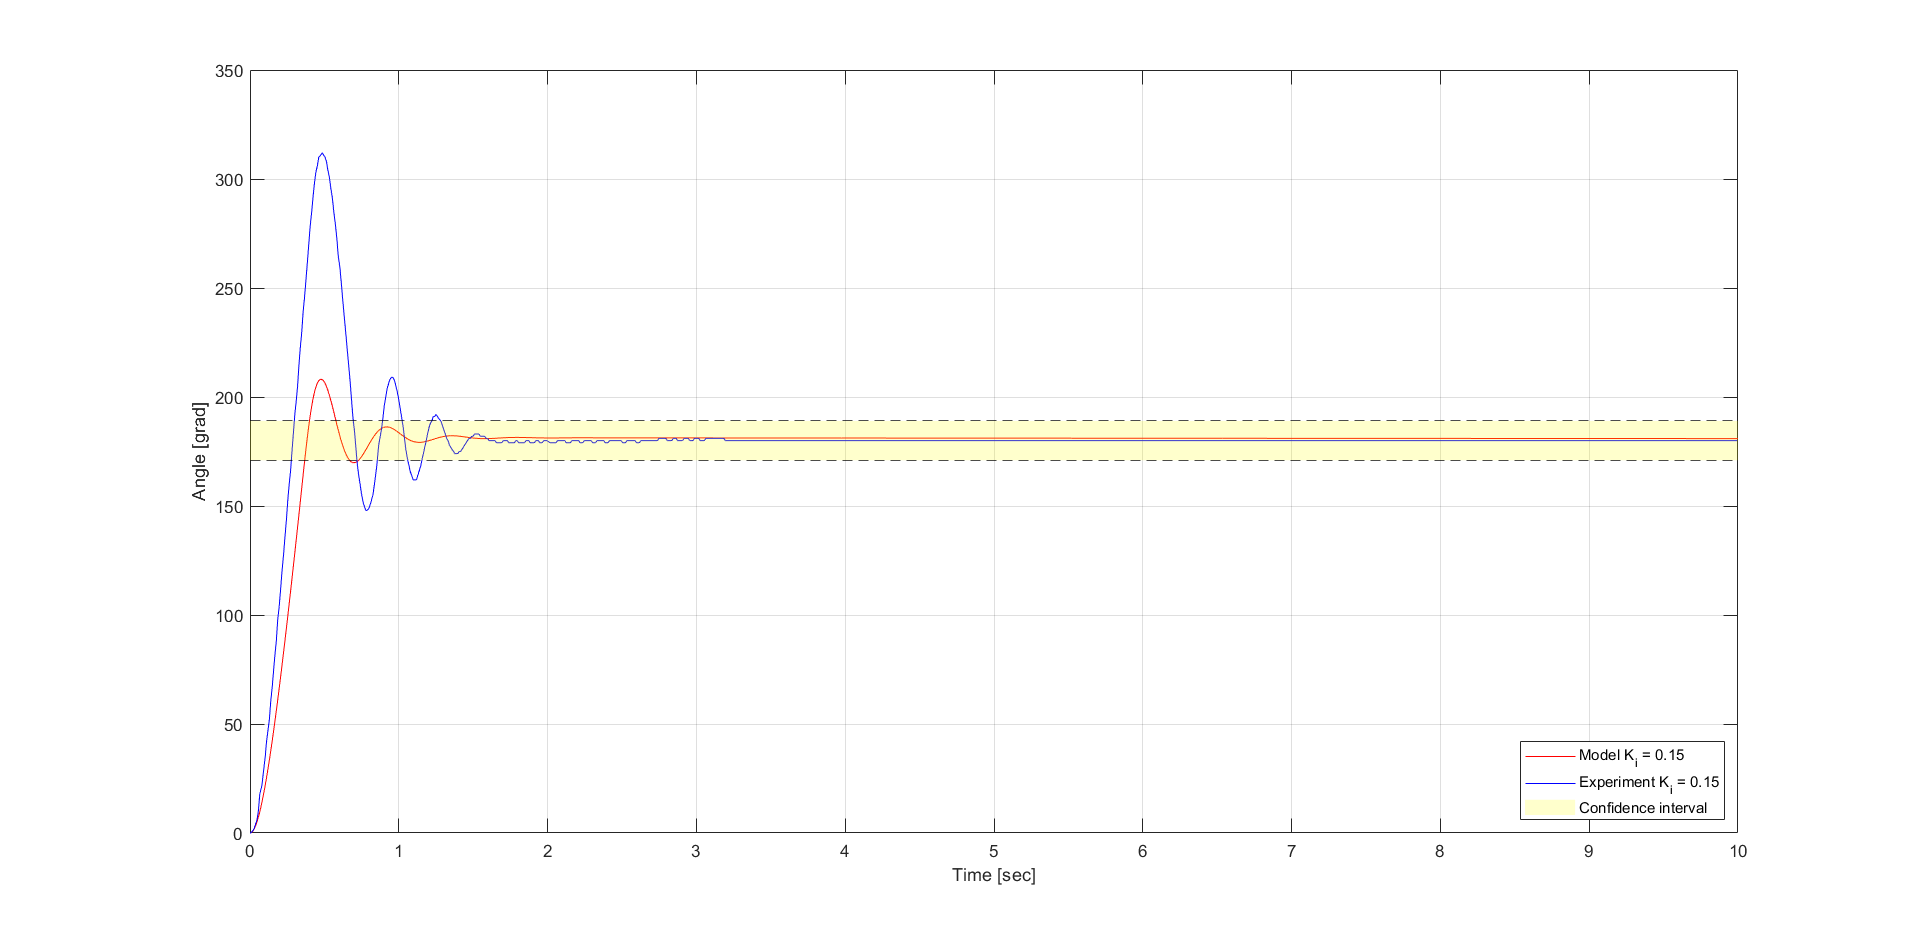 350
300
250
200
150
100
50
0
Angle [grad]
0 1 2 3 4 5 6 7 8 9 10
Time [sec]
Model Ki = 0.15
Experiment Ki = 0.15
Confidence interval